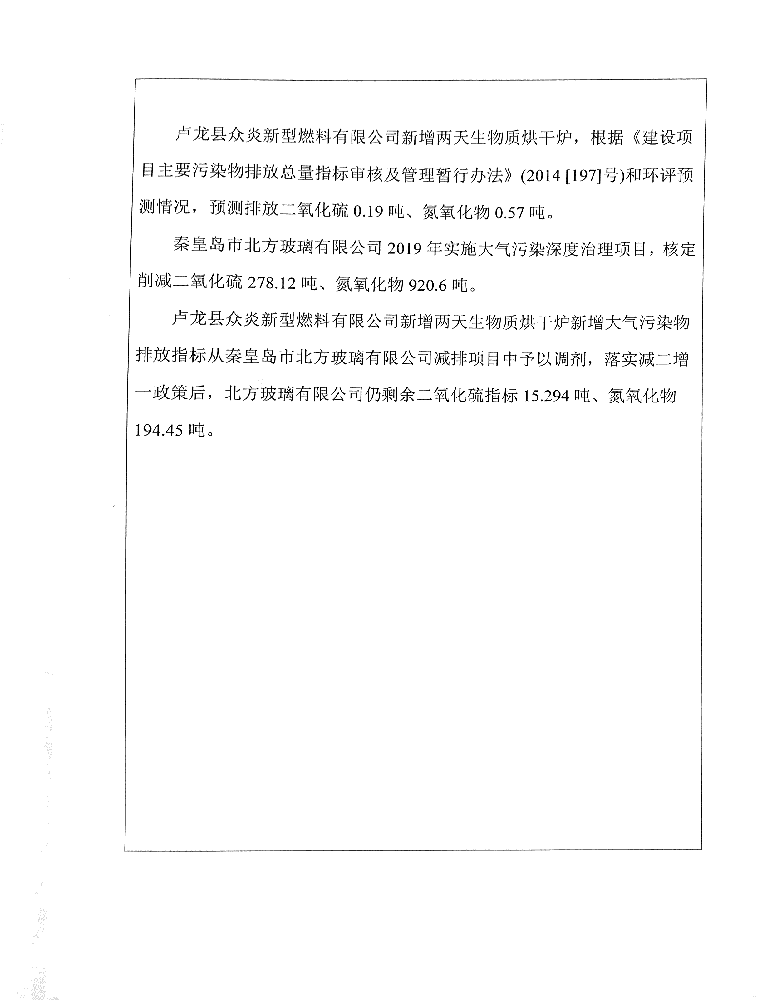 卢龙县众炎新型燃料有限公司新增两天生物质烘干炉，根据《建设项
目主要污染物排放总量指标审核及管理暂行办法》(2014 [197]号)和环评预
测情况，预测排放二氧化硫 0.19 吨、氮氧化物 0.57 吨。
秦皇岛市北方玻璃有限公司 2019 年实施大气污染深度治理项目，核定
削减二氧化硫 278.12 吨、氮氧化物 920.6 吨。
卢龙县众炎新型燃料有限公司新增两天生物质烘干炉新增大气污染物
排放指标从秦皇岛市北方玻璃有限公司减排项目中予以调剂，落实减二增
一政策后，北方玻璃有限公司仍剩余二氧化硫指标 15.294 吨、氮氧化物
194.45 吨。